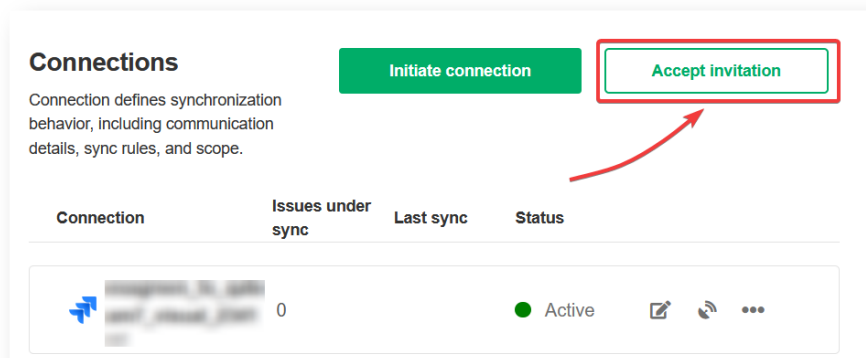 Connections
Initiate connection
Accept invitation
Connection defines synchronization
behavior, including communication
details, sync rules, and scope.
Connection
Issues under
sync
Last sync
Status
0
Active